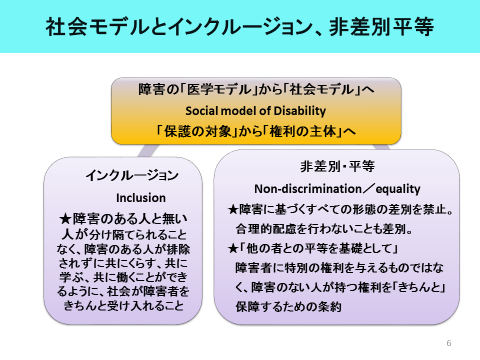 社会モデルとインクルージョン、非差別平等
障害の「医学モデル」から「社会モデル」へ
Social model of Disability
「保護の対象」から「権利の主体」へ
インクルージョン
Inclusion
★障害のある人と無い
人が分け隔てられること
なく、障害のある人が排除
されずに共にくらす、共に
学ぶ、共に働くことができ
るように、社会が障害者を
きちんと受け入れること
非差別・平等
Non-discrimination／equality
★障害に基づくすべての形態の差別を禁止。
合理的配慮を行わないことも差別。
★「他の者との平等を基礎として」
障害者に特別の権利を与えるものではな
く、障害のない人が持つ権利を「きちんと」
保障するための条約
6